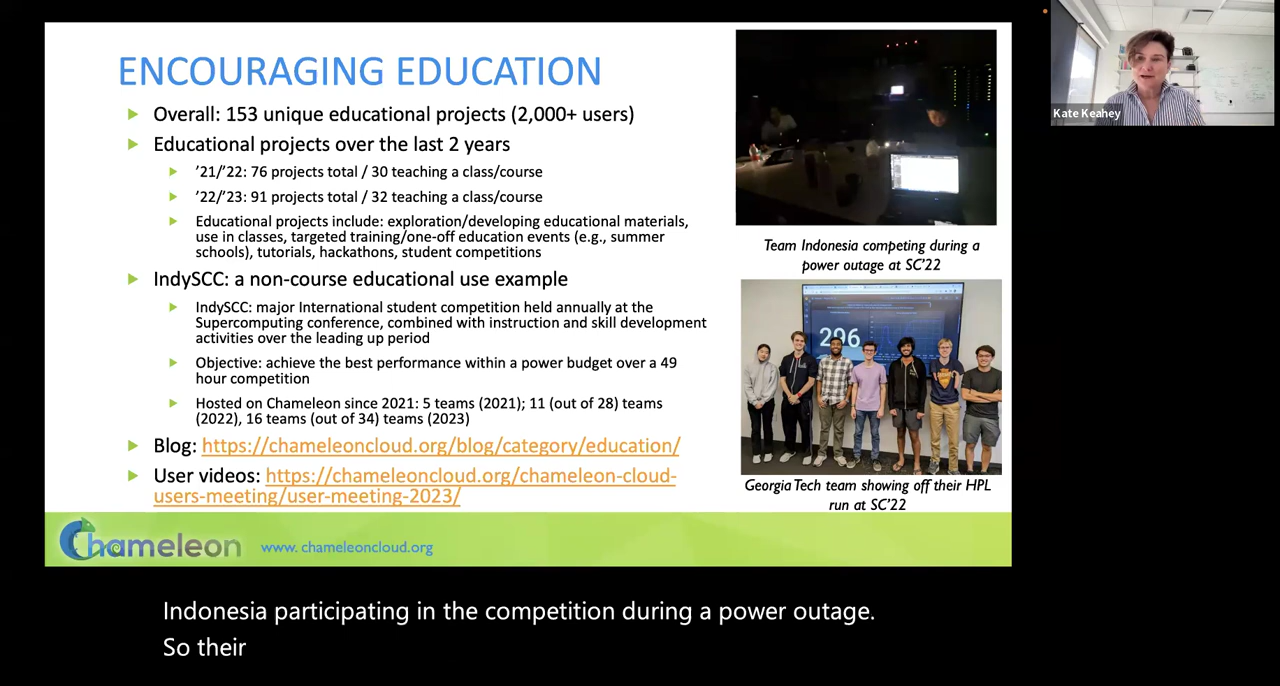 ENCOURAGING EDUCATION
Overall: 153 unique educational projects (2,000+ users)
Educational projects over the last 2 years
’21/’22: 76 projects total / 30 teaching a class/course
’22/’23: 91 projects total / 32 teaching a class/course
Educational projects include: exploration/developing educational materials,
use in classes, targeted training/one-off education events (e.g., summer
schools), tutorials, hackathons, student competitions
IndySCC: a non-course educational use example
IndySCC: major International student competition held annually at the
Supercomputing conference, combined with instruction and skill development
activities over the leading up period
Objective: achieve the best performance within a power budget over a 49
hour competition
Hosted on Chameleon since 2021: 5 teams (2021); 11 (out of 28) teams
(2022), 16 teams (out of 34) teams (2023)
Blog: https://chameleoncloud.org/blog/category/education/
User videos: https://chameleoncloud.org/chameleon-cloud-
users-meeting/user-meeting-2023/
Team Indonesia competing during a
power outage at SC’22
296
Georgia Tech team showing off their HPL
run at SC’22
Chameleon
www. chameleoncloud.org
Kate Keahey
Indonesia participating in the competition during a power outage.
So their